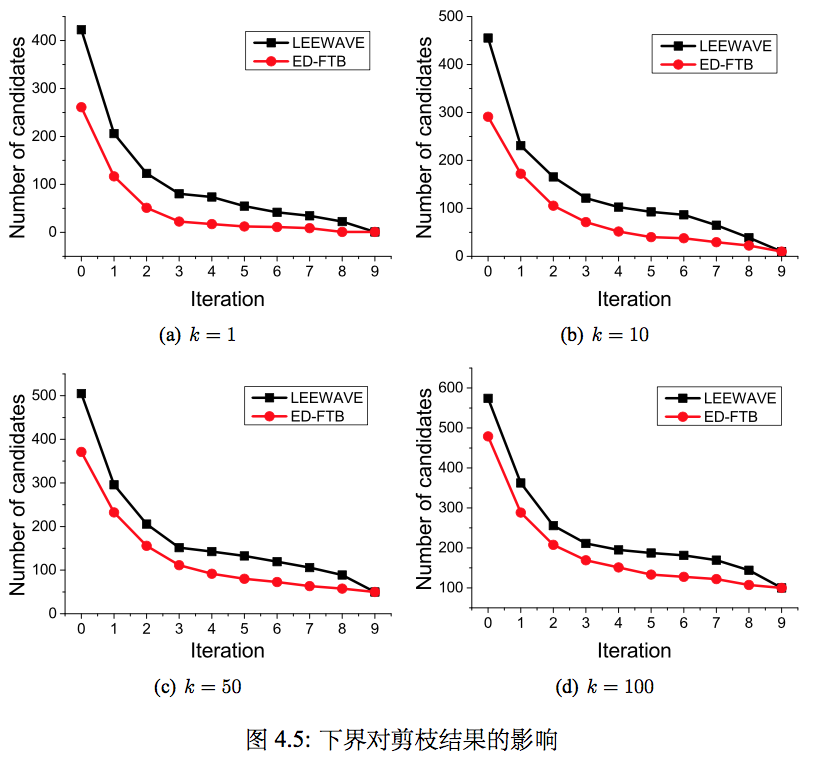 Number of candidates
400
300
200
100
0
LEEWAVE
ED-FTB
0 1 2 3 4 5 6 7 8 9
Iteration
(a) k = 1
Number of candidates
500
400
300
200
100
0
LEEWAVE
ED-FTB
0 1 2 3 4 5 6 7 8 9
Iteration
(b) k = 10
Number of candidates
500
400
300
200
100
0
LEEWAVE
ED-FTB
0 1 2 3 4 5 6 7 8 9
Iteration
(c) k = 50
Number of candidates
600
500
400
300
200
100
LEEWAVE
ED-FTB
0 1 2 3 4 5 6 7 8 9
Iteration
(d) k = 100
图 4.5: 下界对剪枝结果的影响